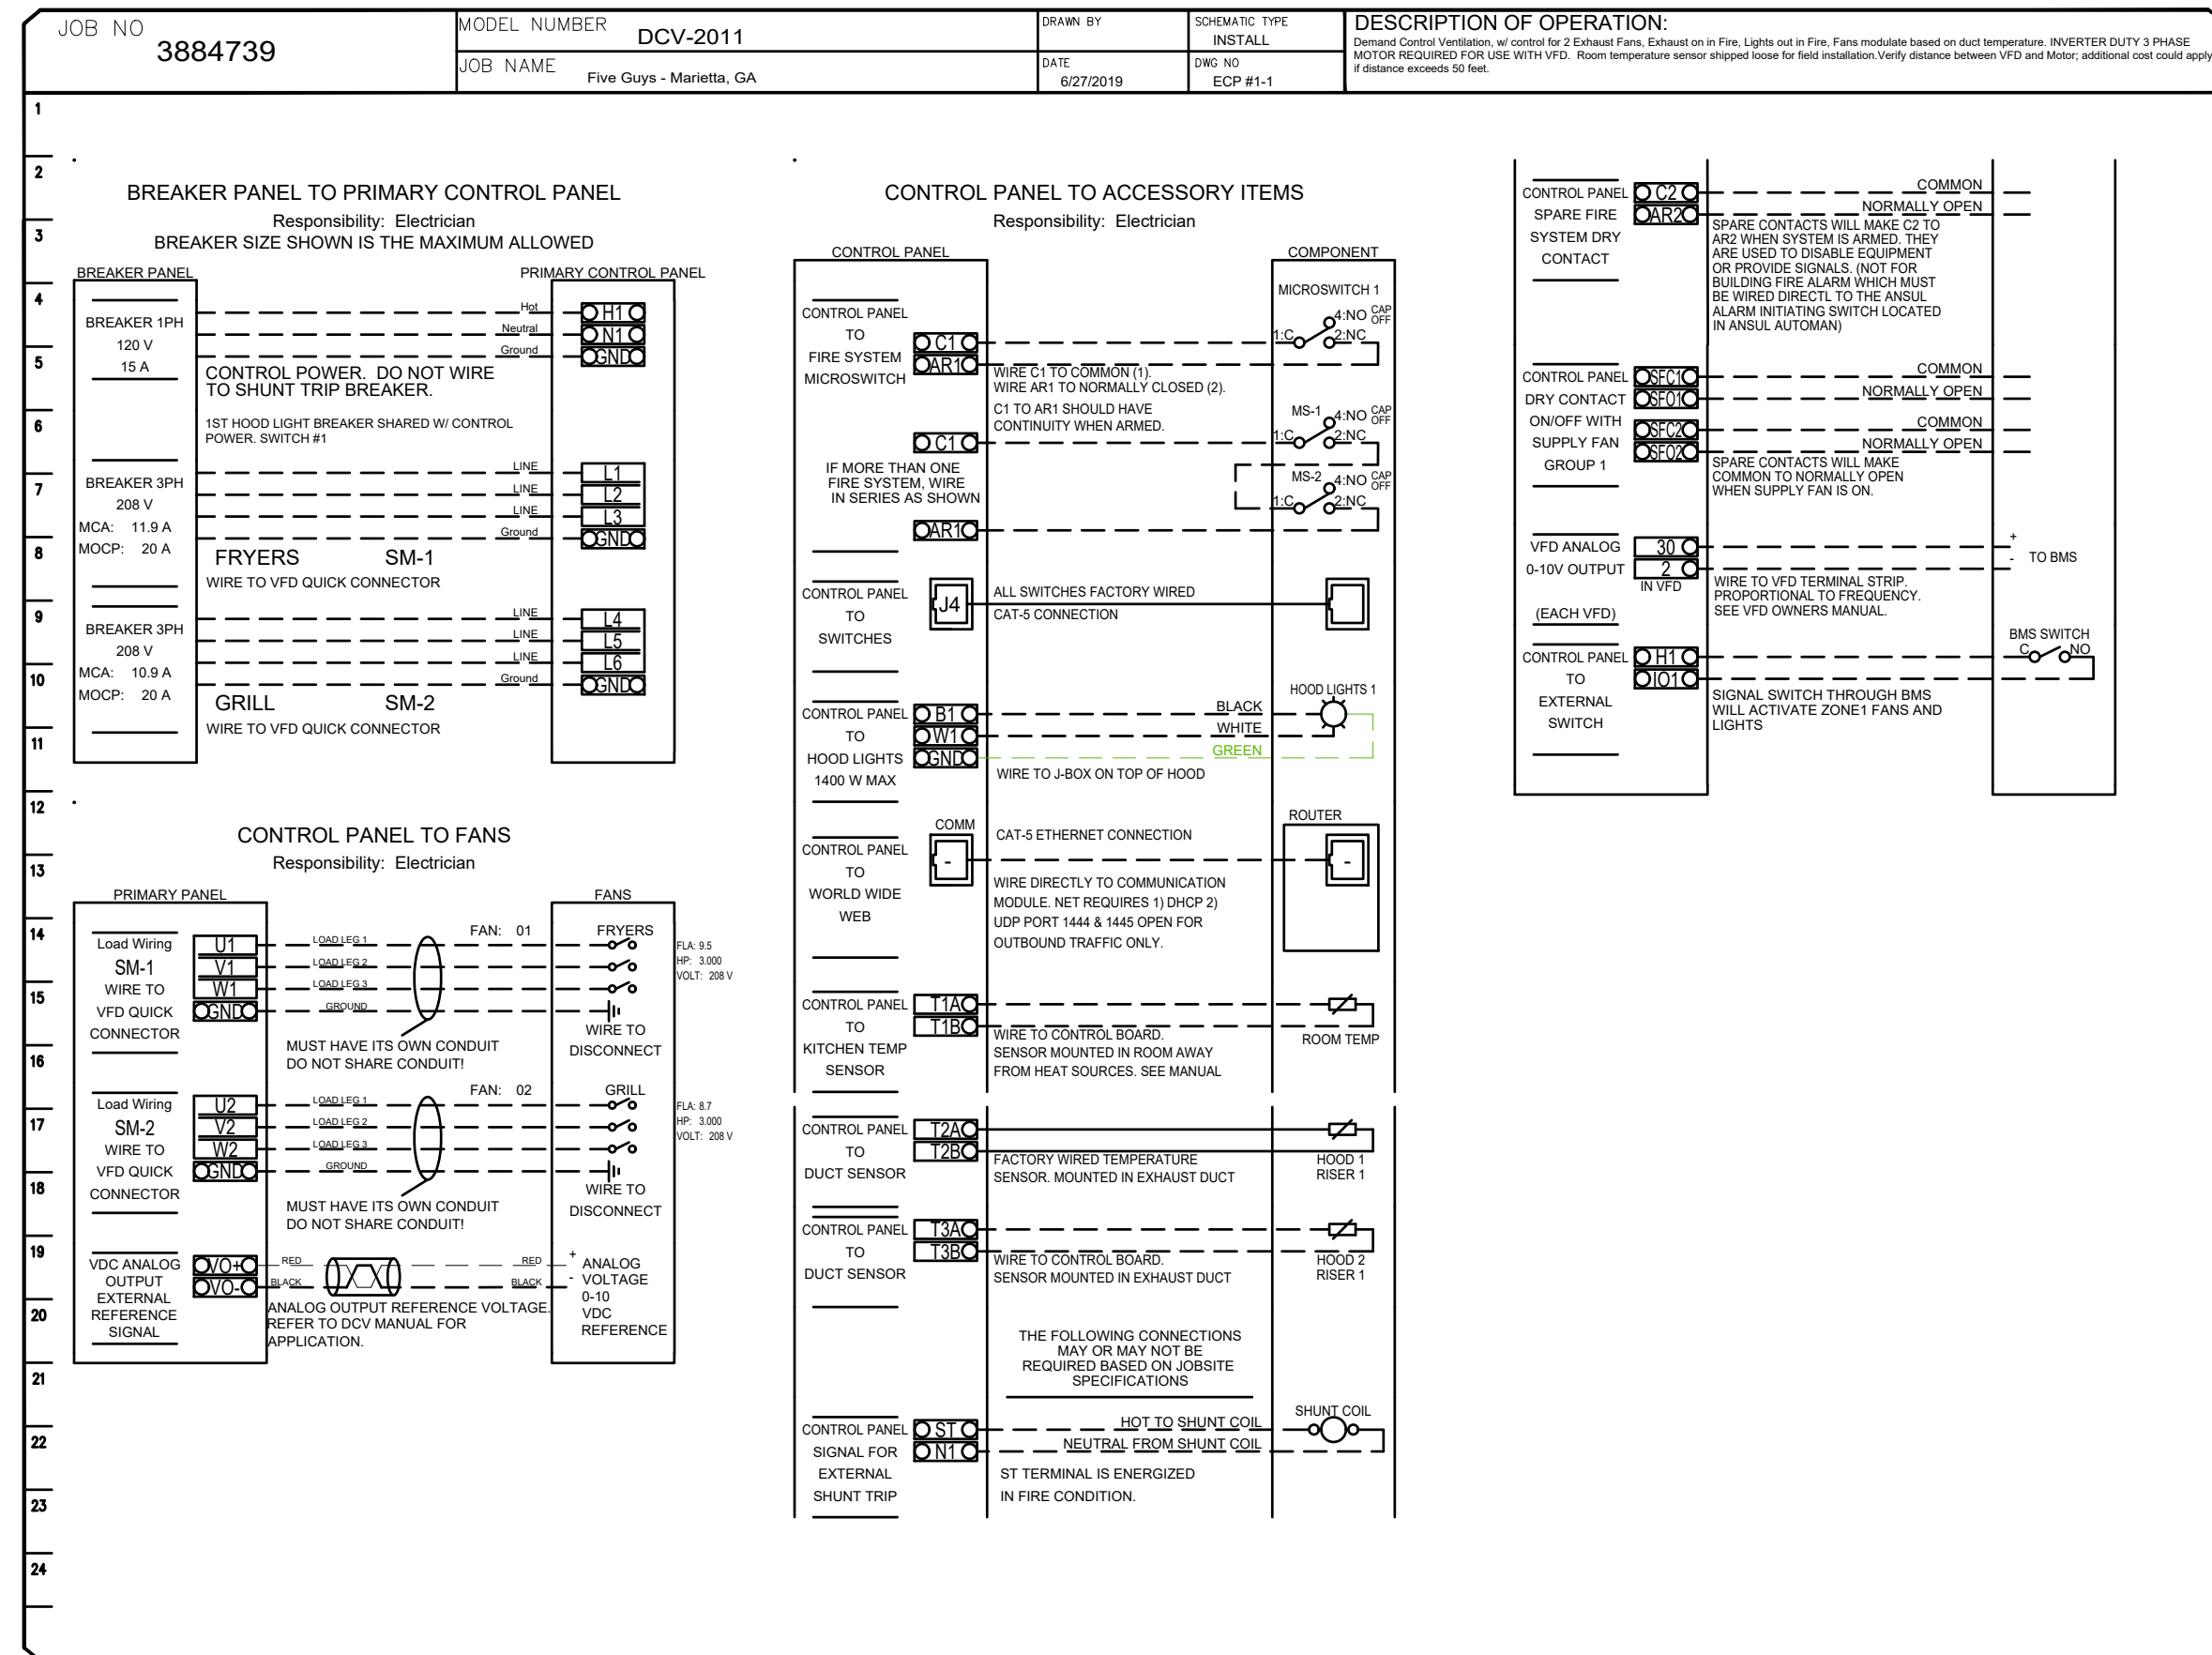 JOB NO
3884739
MODEL NUMBER
DCV-2011
JOB NAME
Five Guys - Marietta, GA
DRAWN BY
SCHEMATIC TYPE
INSTALL
DATE
6/27/2019
DWG NO
ECP #1-1
DESCRIPTION OF OPERATION:
Demand Control Ventilation, w/ control for 2 Exhaust Fans, Exhaust on in Fire, Lights out in Fire, Fans modulate based on duct temperature. INVERTER DUTY 3 PHASE
MOTOR REQUIRED FOR USE WITH VFD. Room temperature sensor shipped loose for field installation.Verify distance between VFD and Motor; additional cost could apply
if distance exceeds 50 feet.
1
2
3
4
5
6
7
8
9
10
11
12
13
14
15
16
17
18
19
20
21
22
23
24
BREAKER PANEL TO PRIMARY CONTROL PANEL
Responsibility: Electrician
BREAKER SIZE SHOWN IS THE MAXIMUM ALLOWED
BREAKER PANEL
PRIMARY CONTROL PANEL
BREAKER 1PH
120 V
15 A
Hot
H1
Neutral
N1
Ground
GND
CONTROL POWER. DO NOT WIRE
TO SHUNT TRIP BREAKER.
1ST HOOD LIGHT BREAKER SHARED W/ CONTROL
POWER. SWITCH #1
BREAKER 3PH
208 V
MCA: 11.9 A
MOCP: 20 A
LINE
L1
LINE
L2
LINE
L3
Ground
GND
FRYERS SM-1
WIRE TO VFD QUICK CONNECTOR
BREAKER 3PH
208 V
MCA: 10.9 A
MOCP: 20 A
LINE
L4
LINE
L5
LINE
L6
Ground
GND
GRILL SM-2
WIRE TO VFD QUICK CONNECTOR
CONTROL PANEL TO FANS
Responsibility: Electrician
PRIMARY PANEL
FANS
Load Wiring
SM-1
WIRE TO
VFD QUICK
CONNECTOR
U1
V1
W1
GND
LOAD LEG 1
LOAD LEG 2
LOAD LEG 3
GROUND
FAN: 01
FRYERS
FLA: 9.5
HP: 3.000
VOLT: 208 V
WIRE TO
DISCONNECT
MUST HAVE ITS OWN CONDUIT
DO NOT SHARE CONDUIT!
Load Wiring
SM-2
WIRE TO
VFD QUICK
CONNECTOR
U2
V2
W2
GND
LOAD LEG 1
LOAD LEG 2
LOAD LEG 3
GROUND
FAN: 02
GRILL
FLA: 8.7
HP: 3.000
VOLT: 208 V
WIRE TO
DISCONNECT
MUST HAVE ITS OWN CONDUIT
DO NOT SHARE CONDUIT!
VDC ANALOG
OUTPUT
EXTERNAL
REFERENCE
SIGNAL
VO+
VO-
RED
BLACK
RED
BLACK
+
-
ANALOG
VOLTAGE
0-10
VDC
REFERENCE
ANALOG OUTPUT REFERENCE VOLTAGE.
REFER TO DCV MANUAL FOR
APPLICATION.
CONTROL PANEL TO ACCESSORY ITEMS
Responsibility: Electrician
CONTROL PANEL
COMPONENT
CONTROL PANEL
TO
FIRE SYSTEM
MICROSWITCH
C1
AR1
MICROSWITCH 1
4:NO CAP
OFF
1:C
2:NC
WIRE C1 TO COMMON (1).
WIRE AR1 TO NORMALLY CLOSED (2).
C1 TO AR1 SHOULD HAVE
CONTINUITY WHEN ARMED.
C1
MS-1
4:NO CAP
OFF
1:C
2:NC
IF MORE THAN ONE
FIRE SYSTEM, WIRE
IN SERIES AS SHOWN
MS-2
4:NO CAP
OFF
1:C
2:NC
AR1
CONTROL PANEL
TO
SWITCHES
J4
ALL SWITCHES FACTORY WIRED
CAT-5 CONNECTION
CONTROL PANEL
TO
HOOD LIGHTS
1400 W MAX
B1
W1
GND
BLACK
WHITE
GREEN
HOOD LIGHTS 1
WIRE TO J-BOX ON TOP OF HOOD
CONTROL PANEL
TO
WORLD WIDE
WEB
COMM
-
CAT-5 ETHERNET CONNECTION
ROUTER
-
WIRE DIRECTLY TO COMMUNICATION
MODULE. NET REQUIRES 1) DHCP 2)
UDP PORT 1444 & 1445 OPEN FOR
OUTBOUND TRAFFIC ONLY.
CONTROL PANEL
TO
KITCHEN TEMP
SENSOR
T1A
T1B
WIRE TO CONTROL BOARD.
SENSOR MOUNTED IN ROOM AWAY
FROM HEAT SOURCES. SEE MANUAL
ROOM TEMP
CONTROL PANEL
TO
DUCT SENSOR
T2A
T2B
FACTORY WIRED TEMPERATURE
SENSOR. MOUNTED IN EXHAUST DUCT
HOOD 1
RISER 1
CONTROL PANEL
TO
DUCT SENSOR
T3A
T3B
WIRE TO CONTROL BOARD.
SENSOR MOUNTED IN EXHAUST DUCT
HOOD 2
RISER 1
THE FOLLOWING CONNECTIONS
MAY OR MAY NOT BE
REQUIRED BASED ON JOBSITE
SPECIFICATIONS
CONTROL PANEL
SIGNAL FOR
EXTERNAL
SHUNT TRIP
ST
N1
HOT TO SHUNT COIL
NEUTRAL FROM SHUNT COIL
SHUNT COIL
ST TERMINAL IS ENERGIZED
IN FIRE CONDITION.
CONTROL PANEL
SPARE FIRE
SYSTEM DRY
CONTACT
C2
AR2
COMMON
NORMALLY OPEN
SPARE CONTACTS WILL MAKE C2 TO
AR2 WHEN SYSTEM IS ARMED. THEY
ARE USED TO DISABLE EQUIPMENT
OR PROVIDE SIGNALS. (NOT FOR
BUILDING FIRE ALARM WHICH MUST
BE WIRED DIRECTL TO THE ANSUL
ALARM INITIATING SWITCH LOCATED
IN ANSUL AUTOMAN)
CONTROL PANEL
DRY CONTACT
ON/OFF WITH
SUPPLY FAN
GROUP 1
SFC1
SFO1
SFC2
SFO2
COMMON
NORMALLY OPEN
COMMON
NORMALLY OPEN
SPARE CONTACTS WILL MAKE
COMMON TO NORMALLY OPEN
WHEN SUPPLY FAN IS ON.
VFD ANALOG
0-10V OUTPUT
(EACH VFD)
30
2
IN VFD
+
-
TO BMS
WIRE TO VFD TERMINAL STRIP.
PROPORTIONAL TO FREQUENCY.
SEE VFD OWNERS MANUAL.
CONTROL PANEL
TO
EXTERNAL
SWITCH
H1
IO1
BMS SWITCH
C
NO
SIGNAL SWITCH THROUGH BMS
WILL ACTIVATE ZONE1 FANS AND
LIGHTS